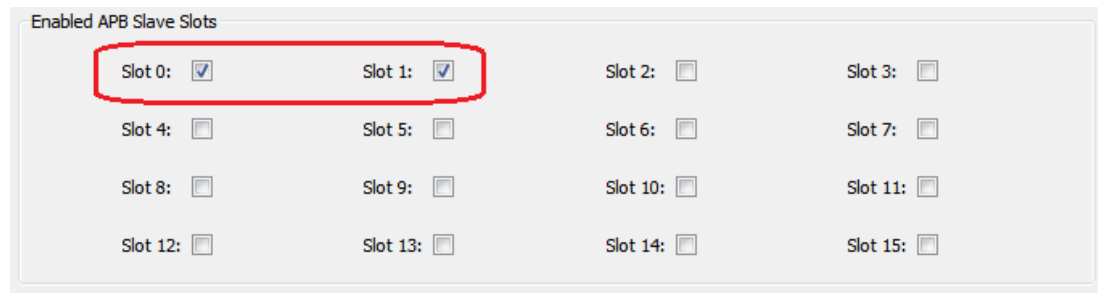 Enabled APB Slave Slots
Slot 0: Slot 1: Slot 2: Slot 3:
Slot 4: Slot 5: Slot 6: Slot 7:
Slot 8: Slot 9: Slot 10: Slot 11:
Slot 12: Slot 13: Slot 14: Slot 15: